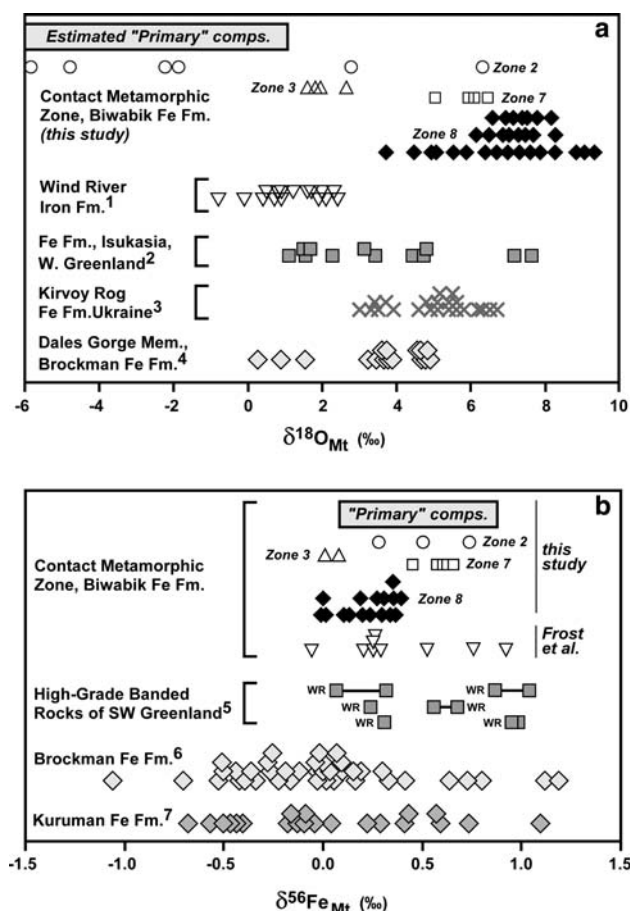 a
Estimated "Primary" comps.
Zone 2
Zone 3
Contact Metamorphic
Zone, Biwabik Fe Fm.
(this study)
Zone 7
Zone 8
Wind River
Iron Fm.1
Fe Fm., Isukasia,
W. Greenland2
Kirvoy Rog
Fe Fm.Ukraine3
Dales Gorge Mem.,
Brockman Fe Fm.4
-6 -4 -2 0 2 4 6 8 10
δ18OMt (‰)
b
"Primary" comps.
Zone 2
Zone 3
Contact Metamorphic
Zone, Biwabik Fe Fm.
Zone 7
this
study
Zone 8
Frost
et al.
High-Grade Banded
Rocks of SW Greenland5
WR WR
WR
WR WR
Brockman Fe Fm.6
Kuruman Fe Fm.7
-1.5 -1.0 -0.5 0.0 0.5 1.0 1.5
δ56FeMt (‰)